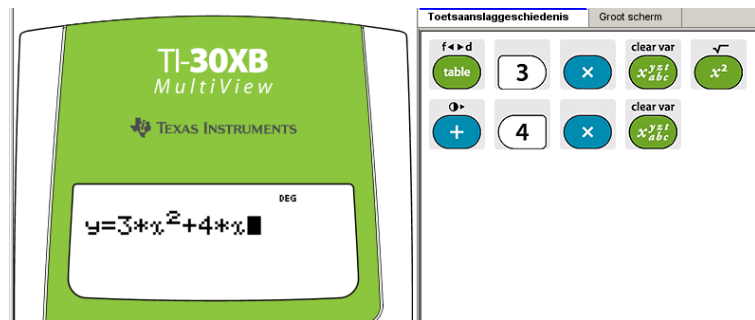 Toetsaanslaggeschiedenis
Groot scherm
TI-30XB
MultiView
TEXAS INSTRUMENTS
DEG
y=3*x²+4*x
f◄►d
clear var
√
table
3
×
x yzt abc
x²
◑►
clear var
+
4
×
x yzt abc